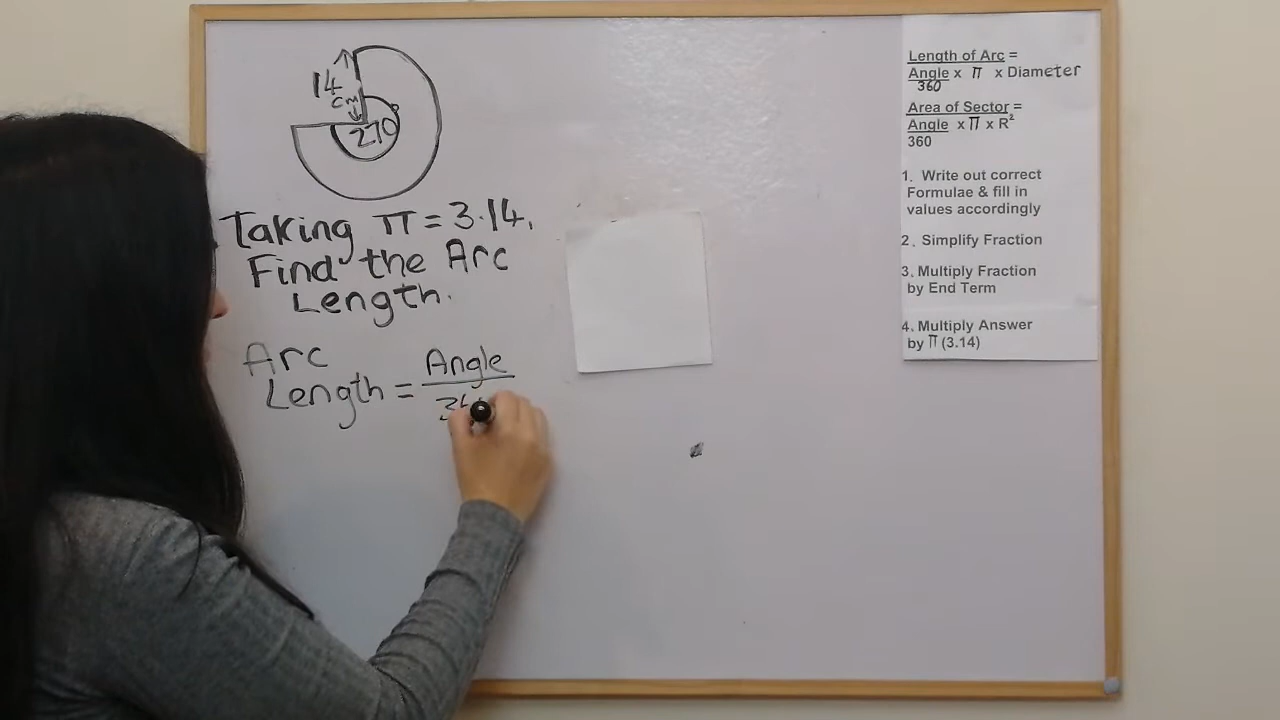 14
cm
270
Taking π = 3.14,
Find the Arc
Length.
Arc
Length = Angle
Length of Arc =
Angle x π x Diameter
360
Area of Sector =
Angle x π x R²
360
1. Write out correct
Formulae & fill in
values accordingly
2. Simplify Fraction
3. Multiply Fraction
by End Term
4. Multiply Answer
by π (3.14)